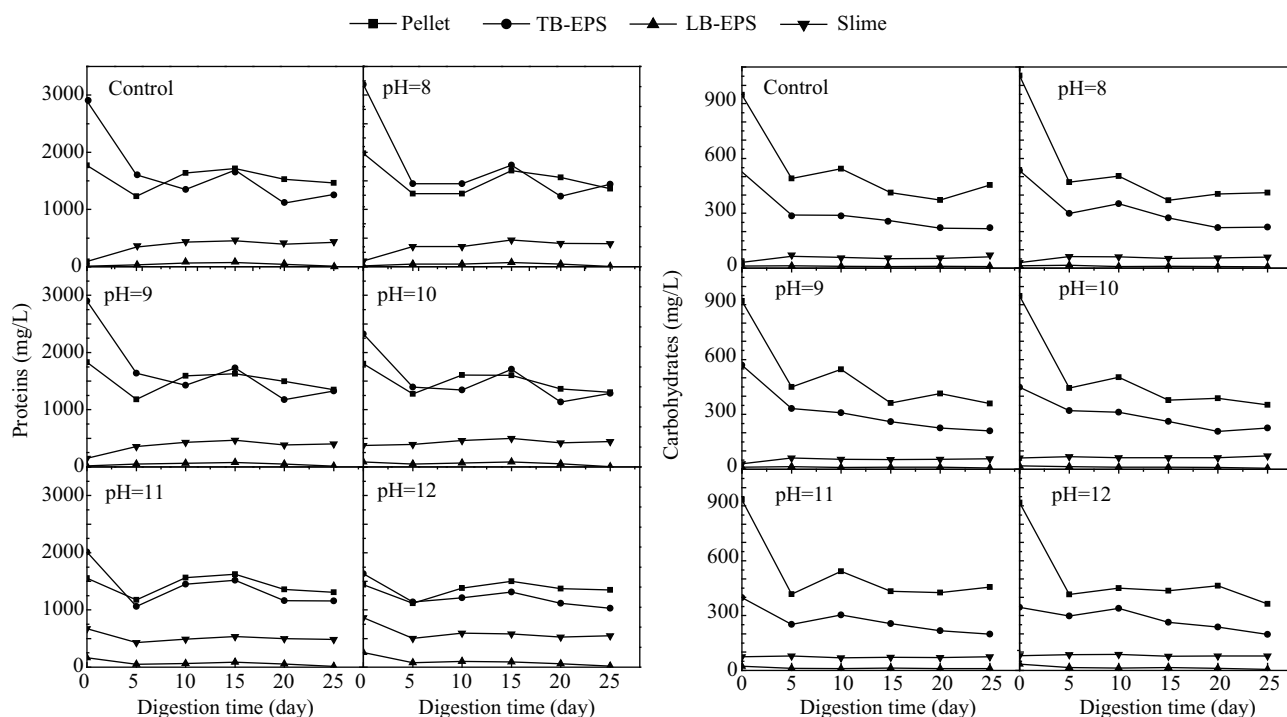 Pellet TB-EPS LB-EPS Slime
Control
pH=8
pH=9
pH=10
pH=11
pH=12
3000
2000
1000
0
3000
2000
1000
0
3000
2000
1000
0
Proteins (mg/L)
0 5 10 15 20 25 0 5 10 15 20 25
Digestion time (day) Digestion time (day)
Control
pH=8
pH=9
pH=10
pH=11
pH=12
900
600
300
0
900
600
300
0
900
600
300
0
Carbohydrates (mg/L)
0 5 10 15 20 25 0 5 10 15 20 25
Digestion time (day) Digestion time (day)